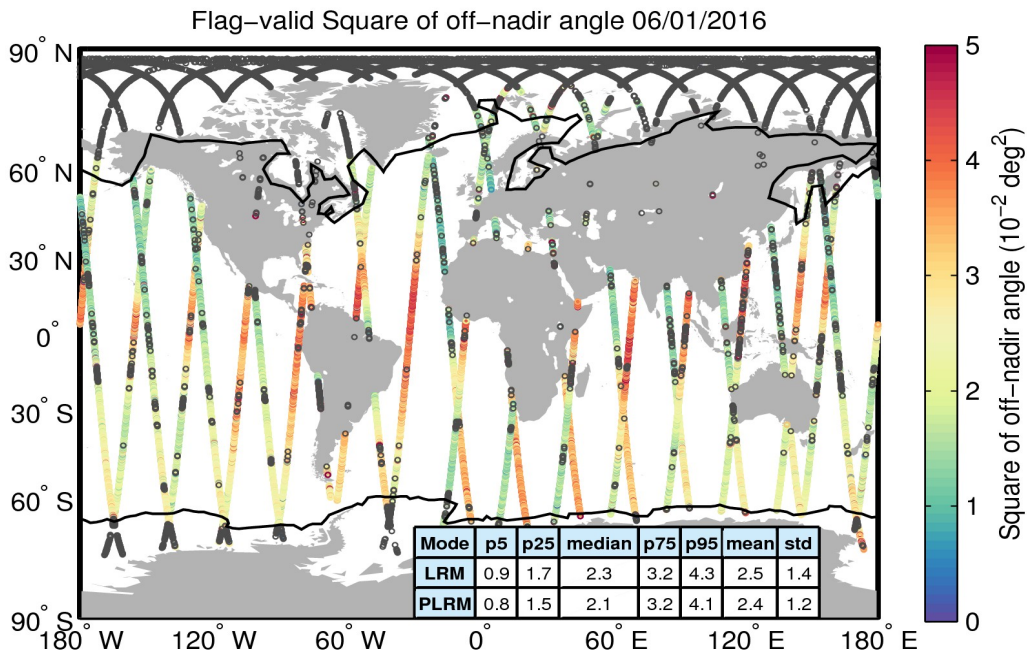 Flag−valid Square of off−nadir angle 06/01/2016
90° N
60° N
30° N
0°
30° S
60° S
90° S
180° W
120° W
60° W
0°
60° E
120° E
180° E
Mode p5 p25 median p75 p95 mean std
LRM 0.9 1.7 2.3 3.2 4.3 2.5 1.4
PLRM 0.8 1.5 2.1 3.2 4.1 2.4 1.2
5
4
3
2
1
0
Square of off−nadir angle (10⁻² deg²)